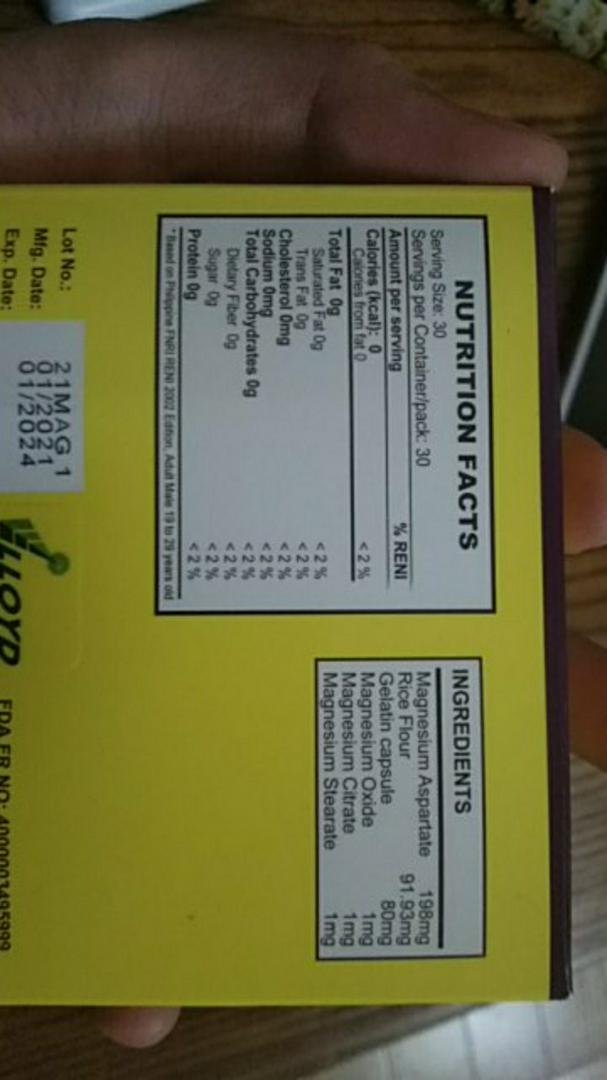 NUTRITION FACTS
Serving Size: 30
Servings per Container/pack: 30
Amount per serving % RENI
Calories (kcal): 0 < 2 %
Calories from fat 0
Total Fat 0g
Saturated Fat 0g < 2 %
Trans Fat 0g < 2 %
Cholesterol 0mg < 2 %
Sodium 0mg < 2 %
Total Carbohydrates 0g < 2 %
Dietary Fiber 0g < 2 %
Sugar 0g < 2 %
Protein 0g < 2 %
* Based on Philippine FNRI RENI 2002 Edition, Adult Male 19 to 29 years old
INGREDIENTS
Magnesium Aspartate 198mg
Rice Flour 91.93mg
Gelatin capsule 80mg
Magnesium Oxide 1mg
Magnesium Citrate 1mg
Magnesium Stearate 1mg
Lot No.: 21MAG1
Mfg. Date: 01/2021
Exp. Date: 01/2024
LLOYD
FDA FR NO: 4000003495999